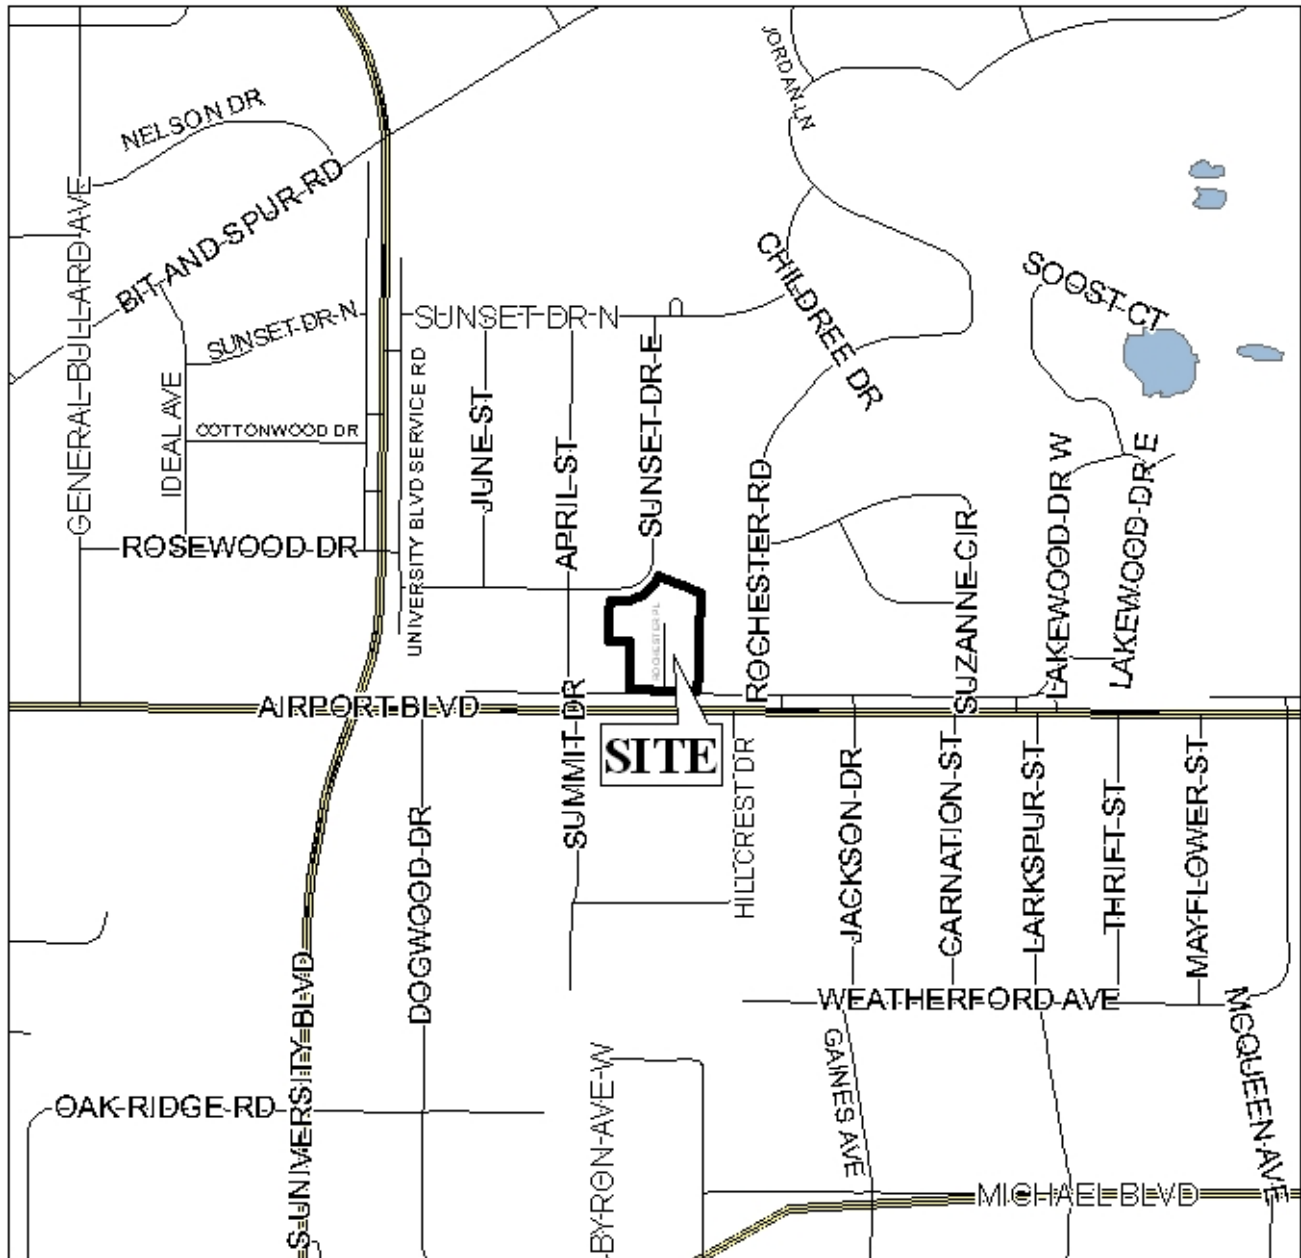 JORDAN LN
NELSON DR
BIT AND SPUR RD
GENERAL BULLARD AVE
CHILDREE DR
SOOST CT
SUNSET DR N
SUNSET DR N
IDEAL AVE
COTTONWOOD DR
UNIVERSITY BLVD SERVICE RD
JUNE ST
APRIL ST
SUNSET DR E
ROCHESTER RD
SUZANNE CIR
LAKEWOOD DR W
LAKEWOOD DR E
ROSEWOOD DR
ROCHESTER PL
AIRPORT BLVD
SITE
SUMMIT DR
HILLCREST DR
DOGWOOD DR
JACKSON DR
CARNATION ST
LARKSPUR ST
THRIFT ST
MAYFLOWER ST
WEATHERFORD AVE
S UNIVERSITY BLVD
GAINES AVE
MCQUEEN AVE
BYRON AVE W
OAK RIDGE RD
MICHAEL BLVD